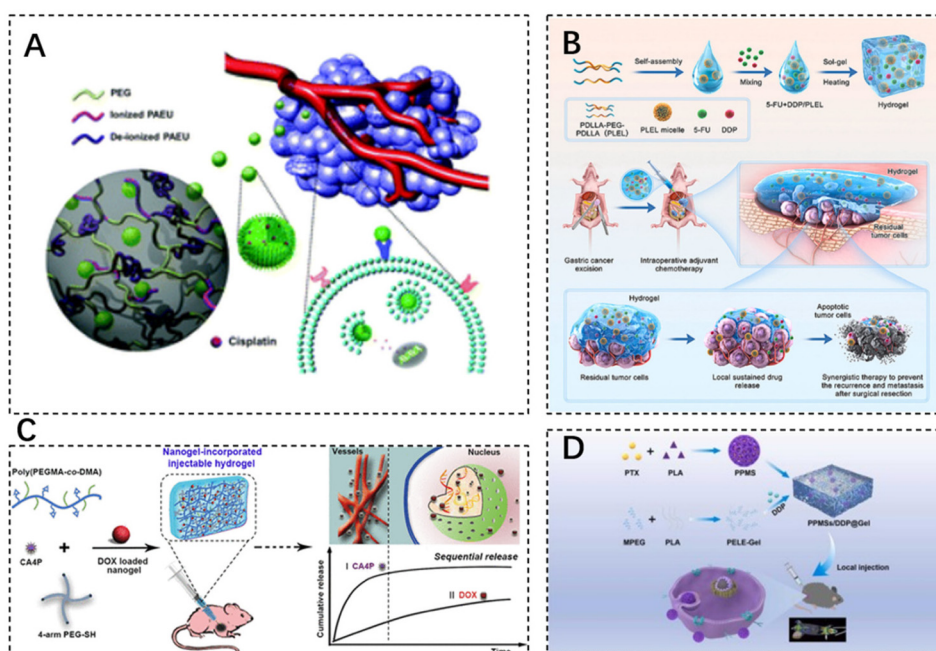 A
PEG
Ionized PAEU
De-ionized PAEU
Cisplatin
B
Self-assembly
Mixing
Sol-gel
Heating
5-FU+DDP/PLEL
Hydrogel
PDLLA-PEG-
PDLLA (PLEL)
PLEL micelle
5-FU
DDP
Gastric cancer
excision
Intraoperative adjuvant
chemotherapy
Hydrogel
Residual
tumor cells
Hydrogel
Apoptotic
tumor cells
Residual tumor cells
Local sustained drug
release
Synergistic therapy to prevent
the recurrence and metastasis
after surgical resection
C
Poly(PEGMA-co-DMA)
CA4P
4-arm PEG-SH
DOX loaded
nanogel
Nanogel-incorporated
injectable hydrogel
Vessels
Nucleus
Sequential release
I CA4P
II DOX
Cumulative release
Time
D
PTX
PLA
PPMS
MPEG
PLA
PELE-Gel
DDP
PPMSs/DDP@Gel
Local injection